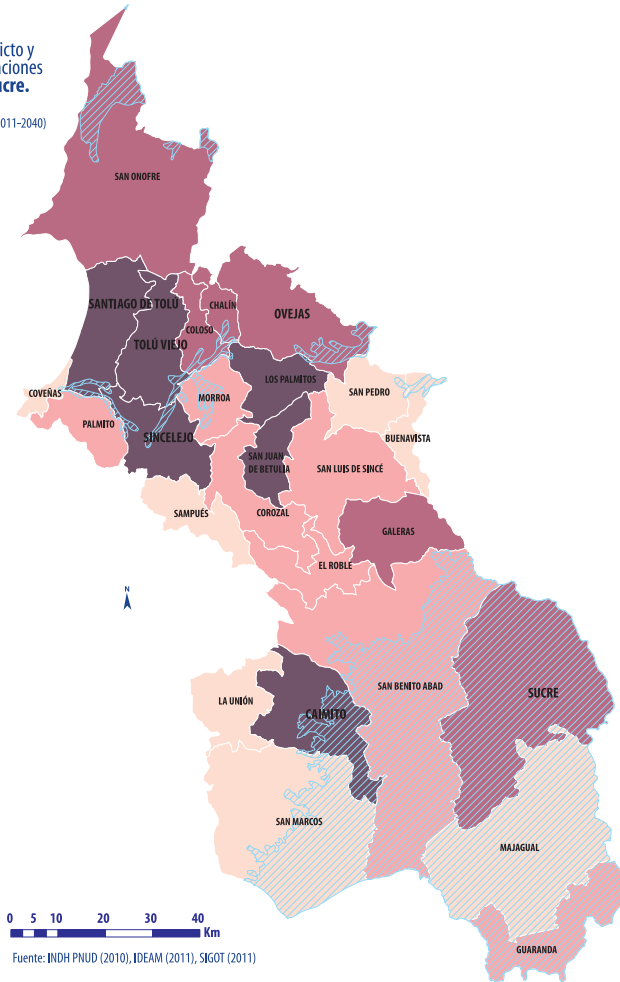 icto y
ciones
cre.
011-2040)
SAN ONOFRE
SANTIAGO DE TOLÚ
CHALÍN
OVEJAS
COLOSO
TOLÚ VIEJO
LOS PALMITOS
COVEÑAS
SAN PEDRO
MORROA
PALMITO
SINCELEJO
BUENAVISTA
SAN JUAN
DE BETULIA
SAN LUIS DE SINCÉ
SAMPUÉS
COROZAL
GALERAS
EL ROBLE
N
SAN BENITO ABAD
SUCRE
LA UNIÓN
CAIMITO
SAN MARCOS
MAJAGUAL
GUARANDA
0 5 10 20 30 40
Km
Fuente: INDH PNUD (2010), IDEAM (2011), SIGOT (2011)